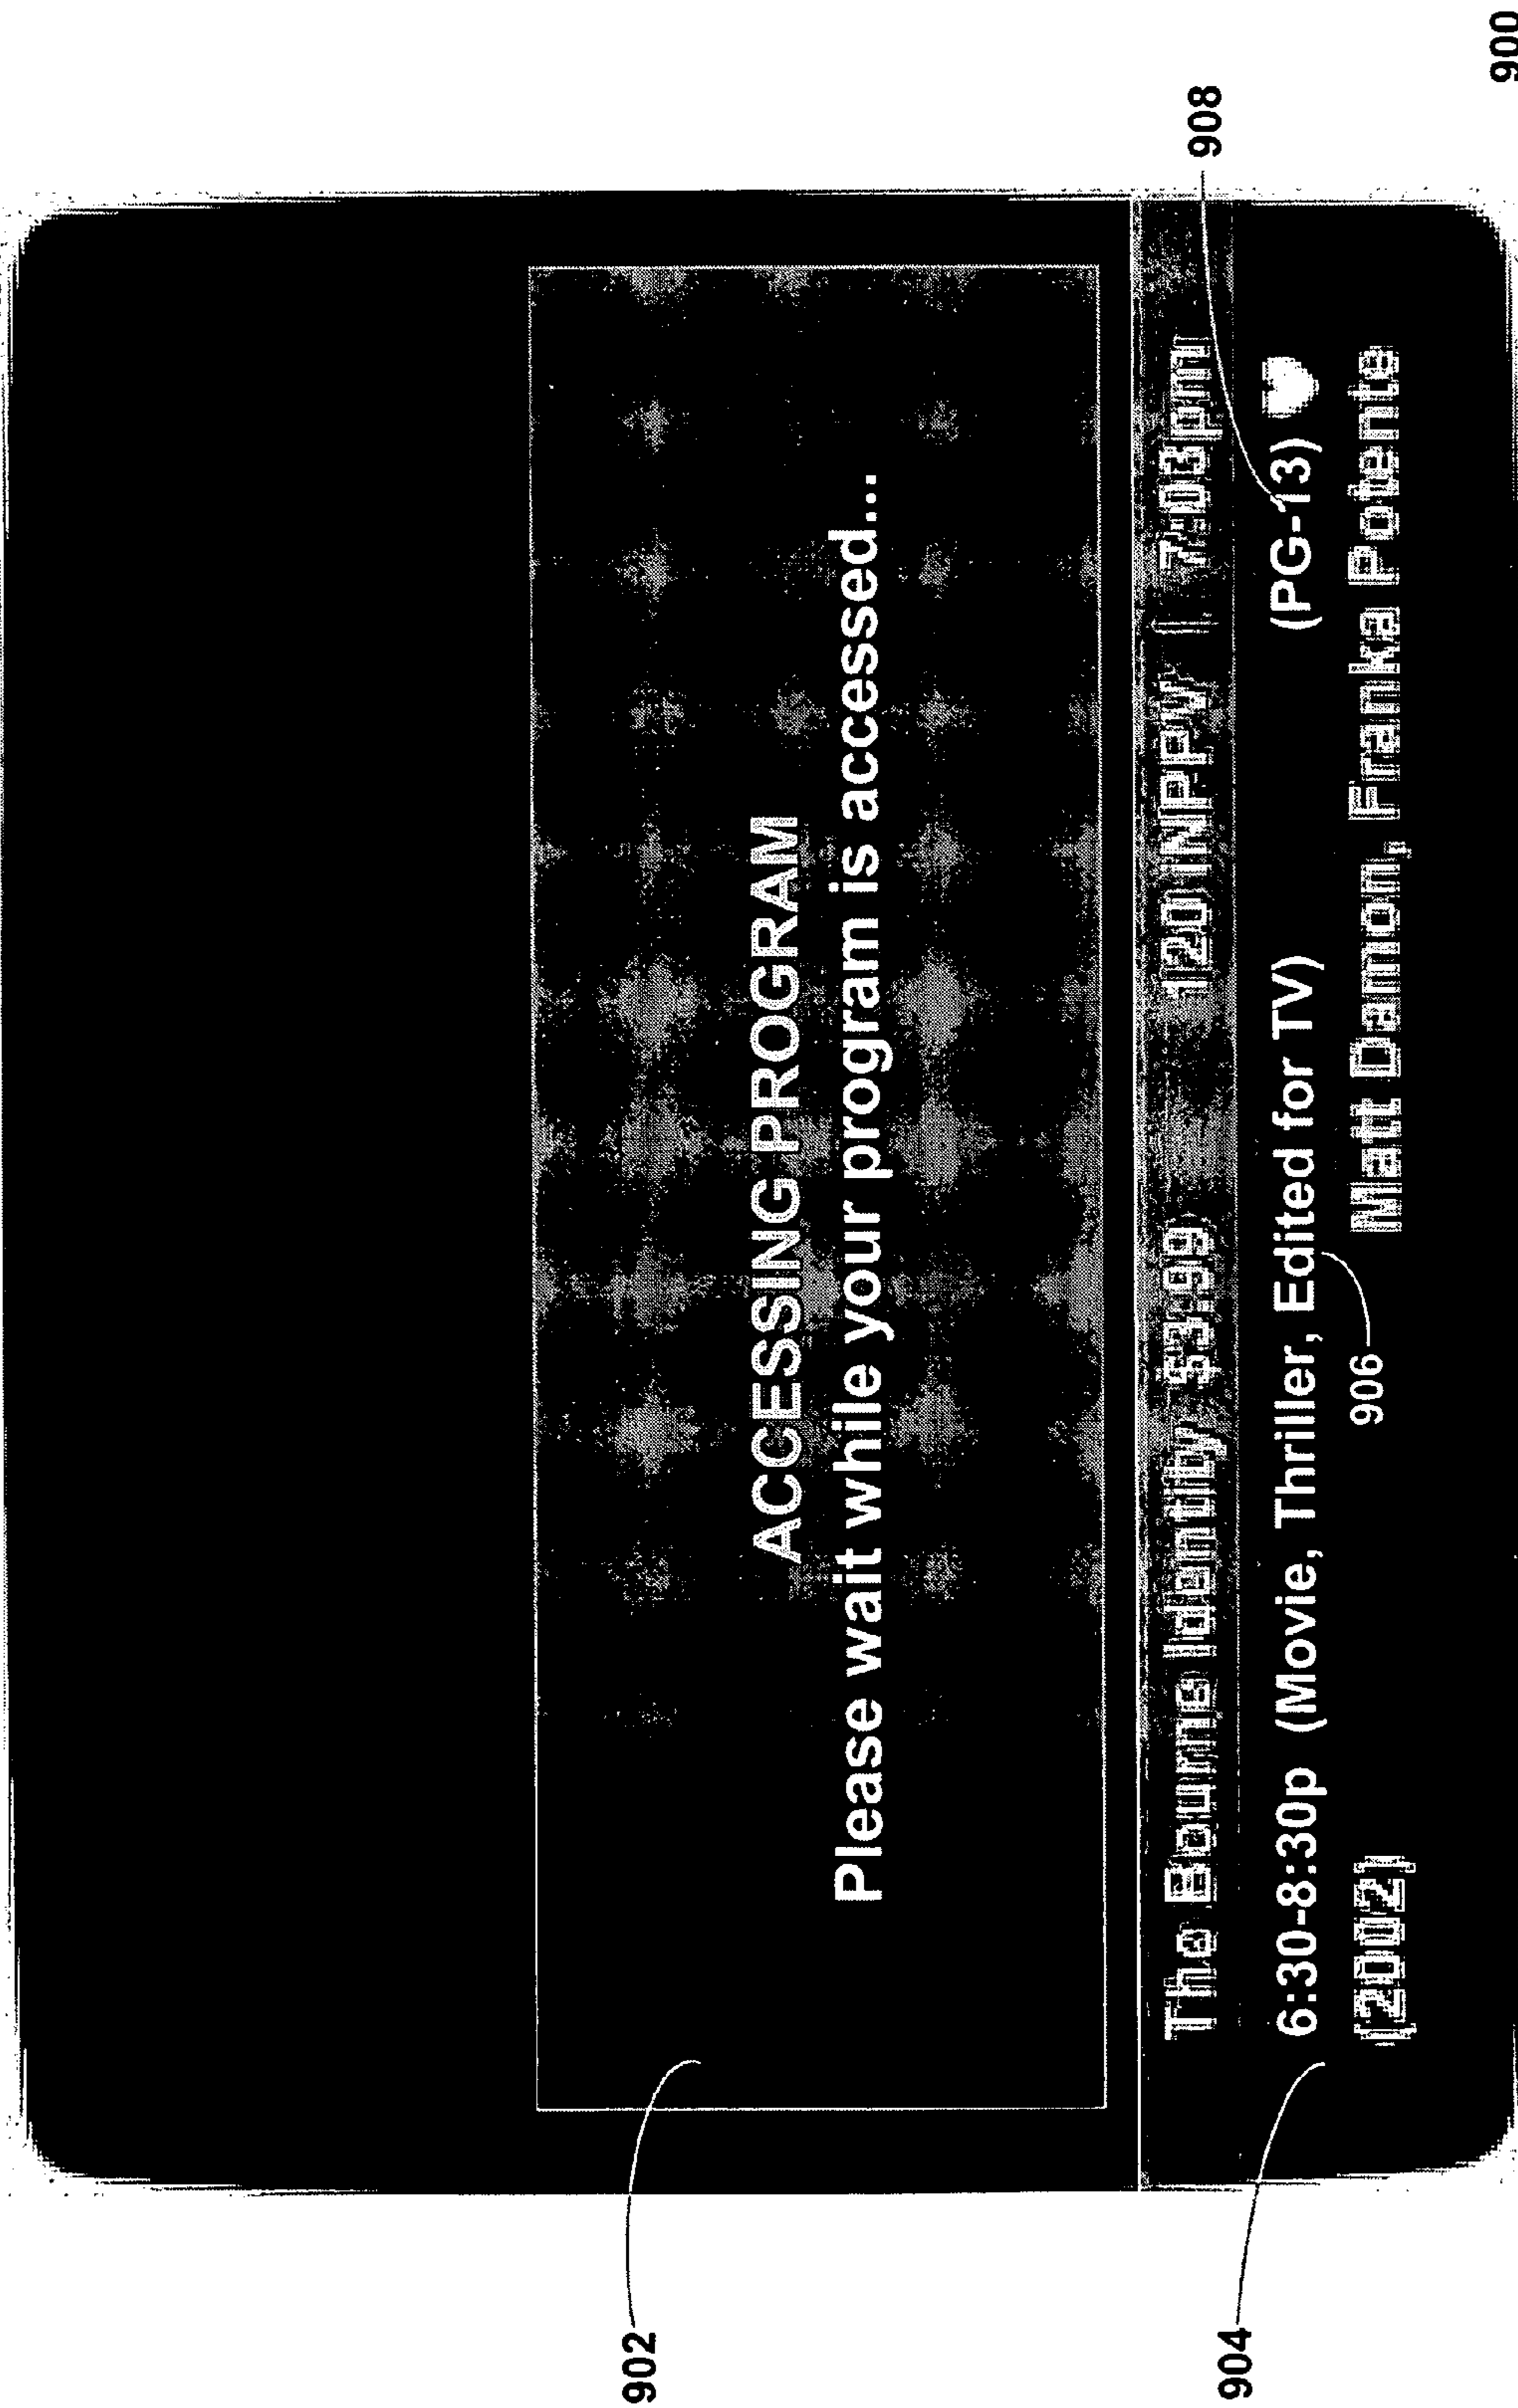 902
ACCESSING PROGRAM
Please wait while your program is accessed...
The Bourne Identity $3.99 120 iNPPV | 7:03pm
908
904
6:30-8:30p (Movie, Thriller, Edited for TV) (PG-13)
906
(2002) Matt Damon, Franka Potente
900